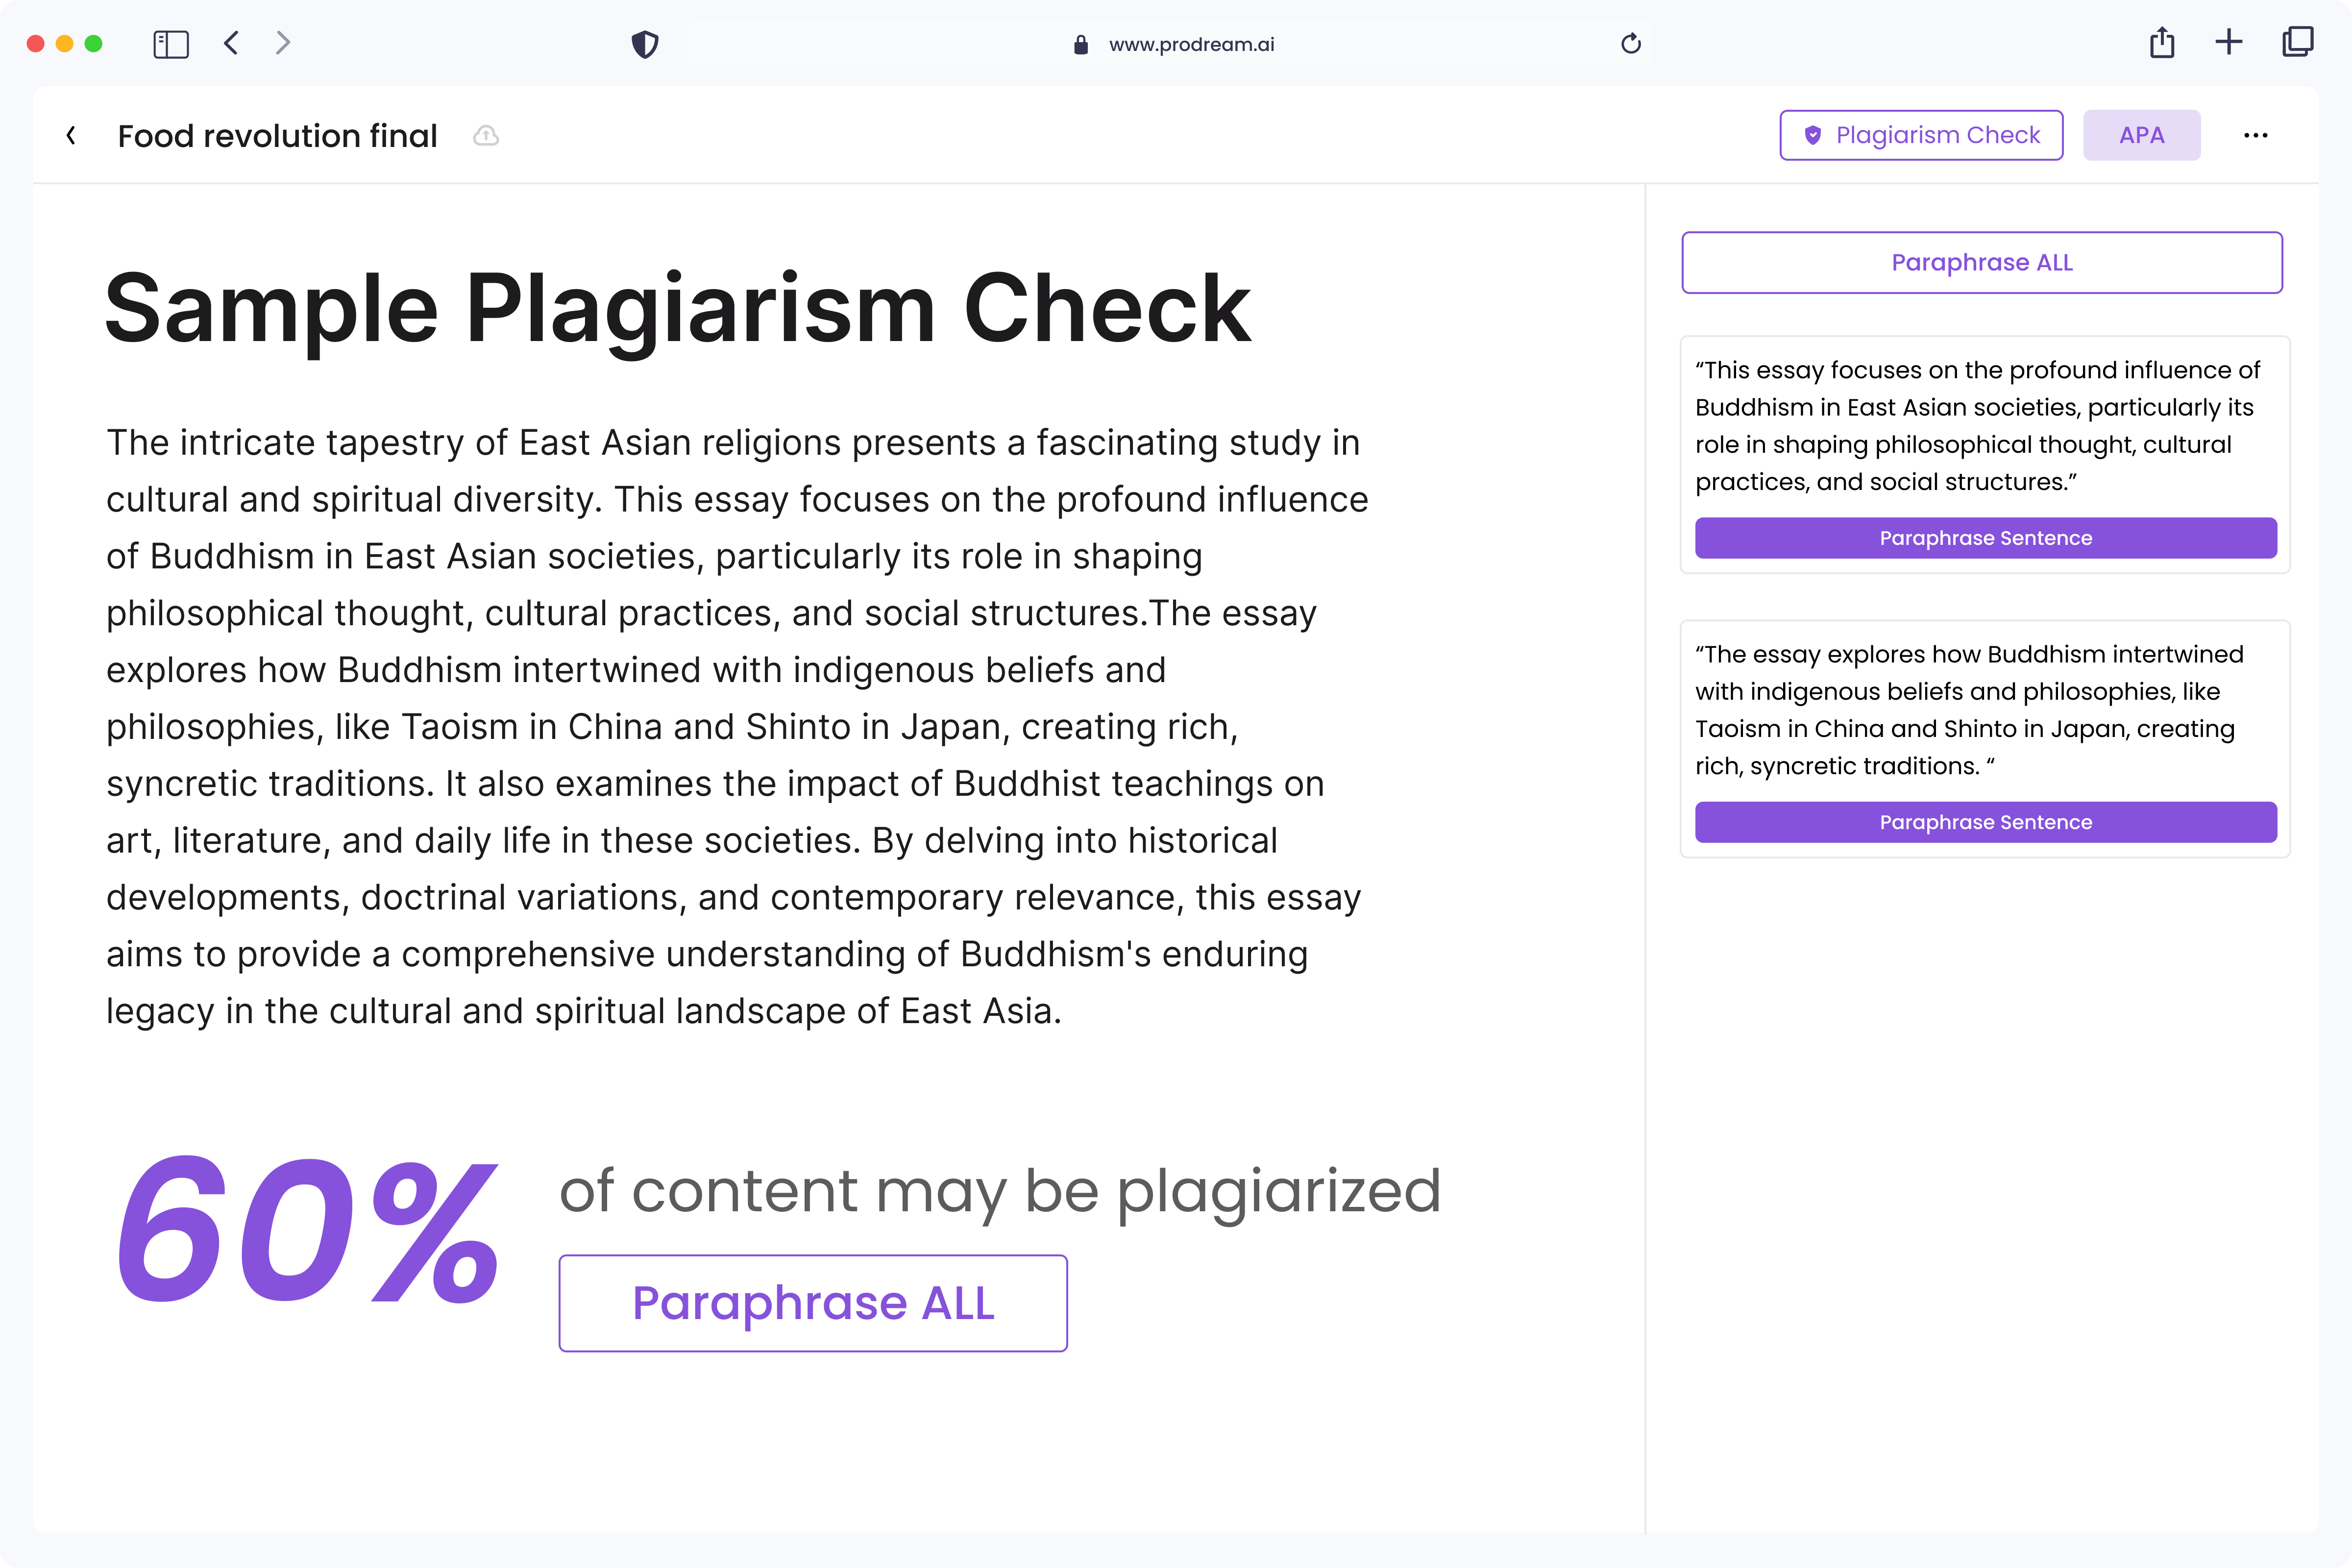 www.prodream.ai
Food revolution final
Plagiarism Check
APA
Sample Plagiarism Check
The intricate tapestry of East Asian religions presents a fascinating study in
cultural and spiritual diversity. This essay focuses on the profound influence
of Buddhism in East Asian societies, particularly its role in shaping
philosophical thought, cultural practices, and social structures.The essay
explores how Buddhism intertwined with indigenous beliefs and
philosophies, like Taoism in China and Shinto in Japan, creating rich,
syncretic traditions. It also examines the impact of Buddhist teachings on
art, literature, and daily life in these societies. By delving into historical
developments, doctrinal variations, and contemporary relevance, this essay
aims to provide a comprehensive understanding of Buddhism's enduring
legacy in the cultural and spiritual landscape of East Asia.
60%
of content may be plagiarized
Paraphrase ALL
Paraphrase ALL
“This essay focuses on the profound influence of
Buddhism in East Asian societies, particularly its
role in shaping philosophical thought, cultural
practices, and social structures.”
Paraphrase Sentence
“The essay explores how Buddhism intertwined
with indigenous beliefs and philosophies, like
Taoism in China and Shinto in Japan, creating
rich, syncretic traditions. “
Paraphrase Sentence